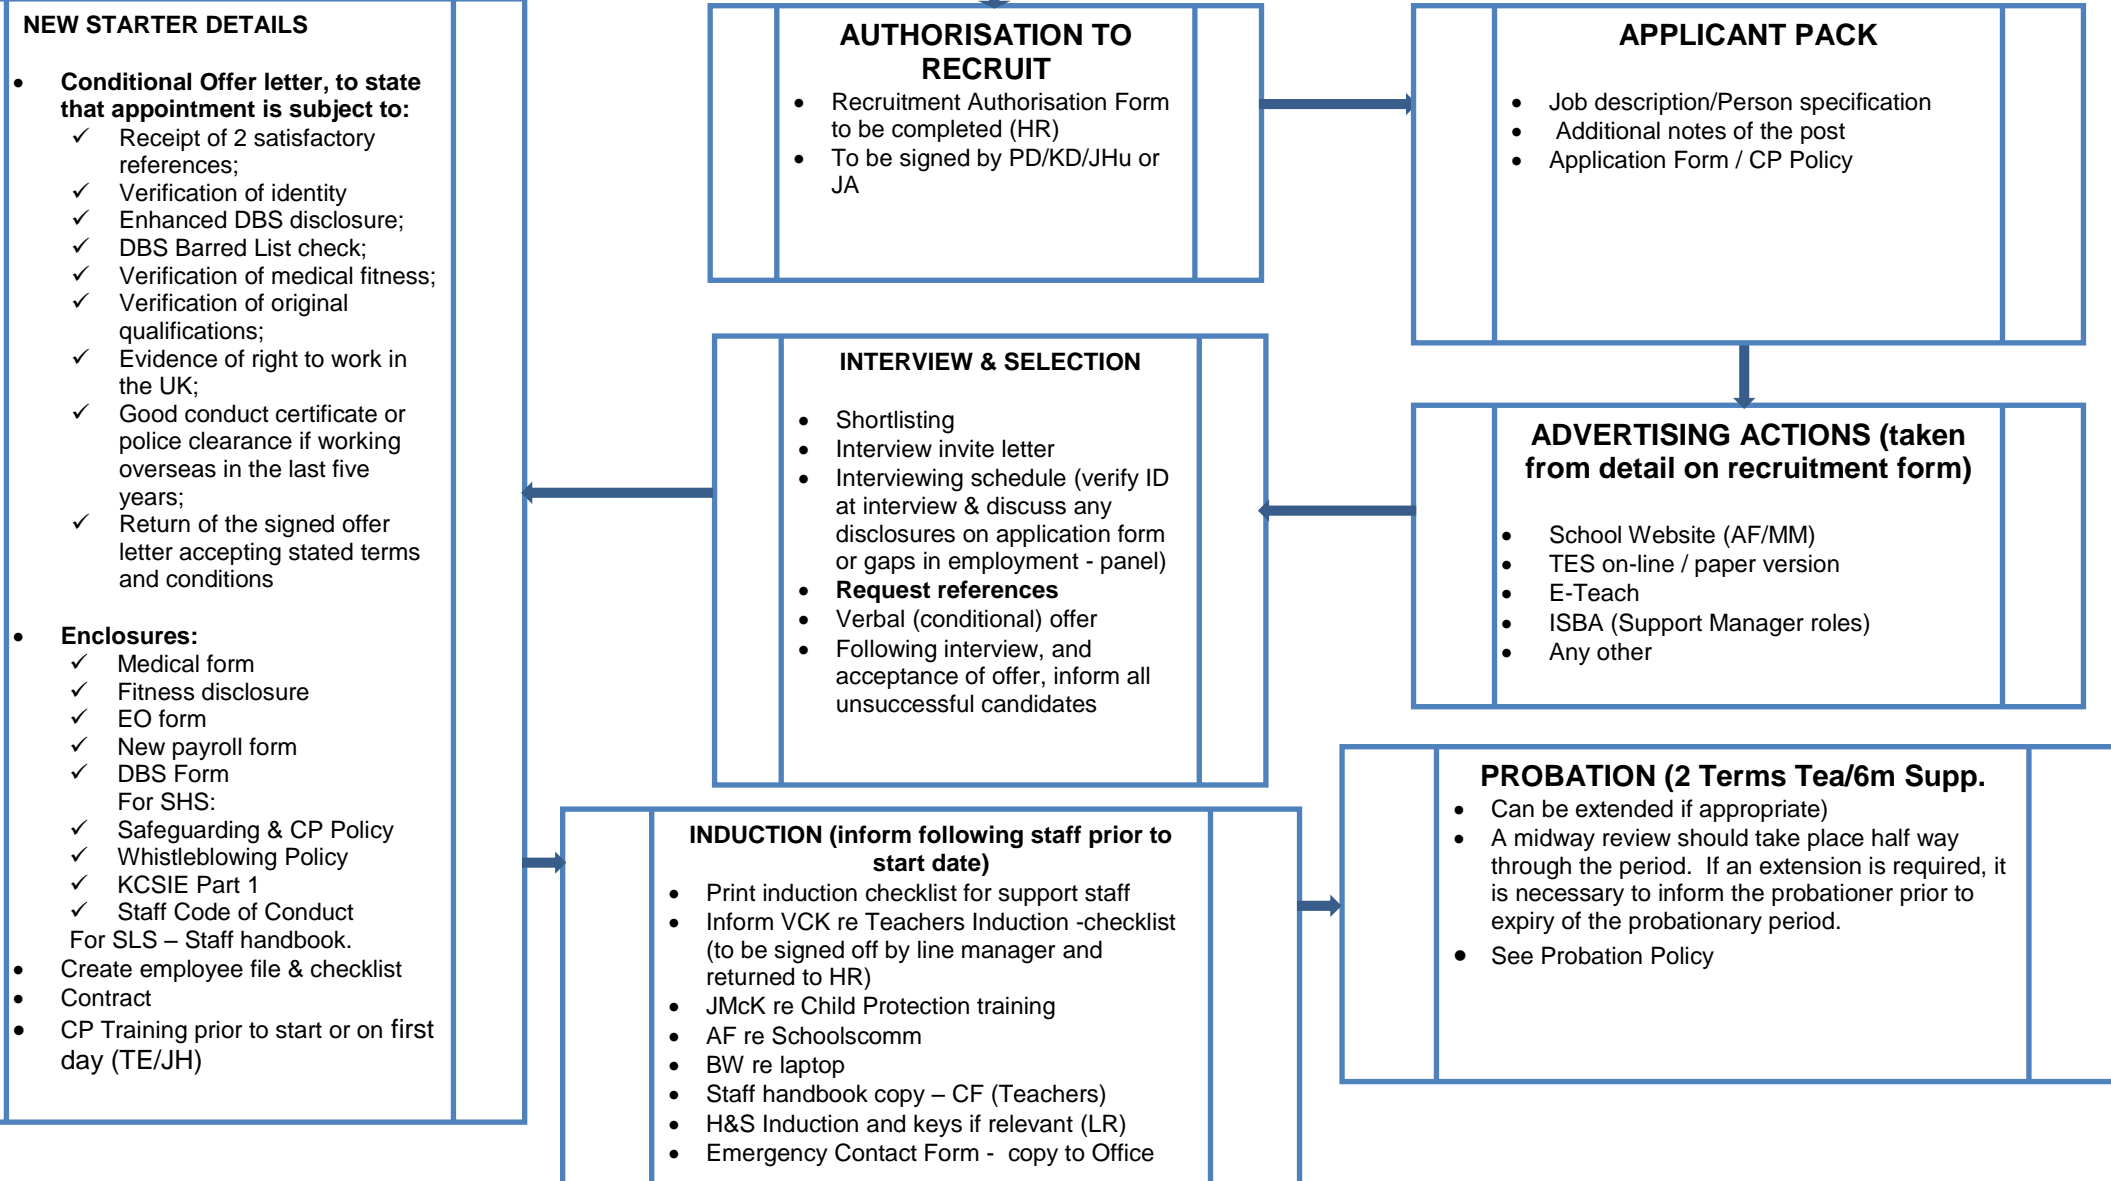 NEW STARTER DETAILS
• Conditional Offer letter, to state
that appointment is subject to:
✓ Receipt of 2 satisfactory
references;
✓ Verification of identity
✓ Enhanced DBS disclosure;
✓ DBS Barred List check;
✓ Verification of medical fitness;
✓ Verification of original
qualifications;
✓ Evidence of right to work in
the UK;
✓ Good conduct certificate or
police clearance if working
overseas in the last five
years;
✓ Return of the signed offer
letter accepting stated terms
and conditions
• Enclosures:
✓ Medical form
✓ Fitness disclosure
✓ EO form
✓ New payroll form
✓ DBS Form
For SHS:
✓ Safeguarding & CP Policy
✓ Whistleblowing Policy
✓ KCSIE Part 1
✓ Staff Code of Conduct
For SLS – Staff handbook.
• Create employee file & checklist
• Contract
• CP Training prior to start or on first
day (TE/JH)
AUTHORISATION TO
RECRUIT
• Recruitment Authorisation Form
to be completed (HR)
• To be signed by PD/KD/JHu or
JA
APPLICANT PACK
• Job description/Person specification
• Additional notes of the post
• Application Form / CP Policy
ADVERTISING ACTIONS (taken
from detail on recruitment form)
• School Website (AF/MM)
• TES on-line / paper version
• E-Teach
• ISBA (Support Manager roles)
• Any other
INTERVIEW & SELECTION
• Shortlisting
• Interview invite letter
• Interviewing schedule (verify ID
at interview & discuss any
disclosures on application form
or gaps in employment - panel)
• Request references
• Verbal (conditional) offer
• Following interview, and
acceptance of offer, inform all
unsuccessful candidates
INDUCTION (inform following staff prior to
start date)
• Print induction checklist for support staff
• Inform VCK re Teachers Induction -checklist
(to be signed off by line manager and
returned to HR)
• JMcK re Child Protection training
• AF re Schoolscomm
• BW re laptop
• Staff handbook copy – CF (Teachers)
• H&S Induction and keys if relevant (LR)
• Emergency Contact Form - copy to Office
PROBATION (2 Terms Tea/6m Supp.
• Can be extended if appropriate)
• A midway review should take place half way
through the period. If an extension is required, it
is necessary to inform the probationer prior to
expiry of the probationary period.
• See Probation Policy